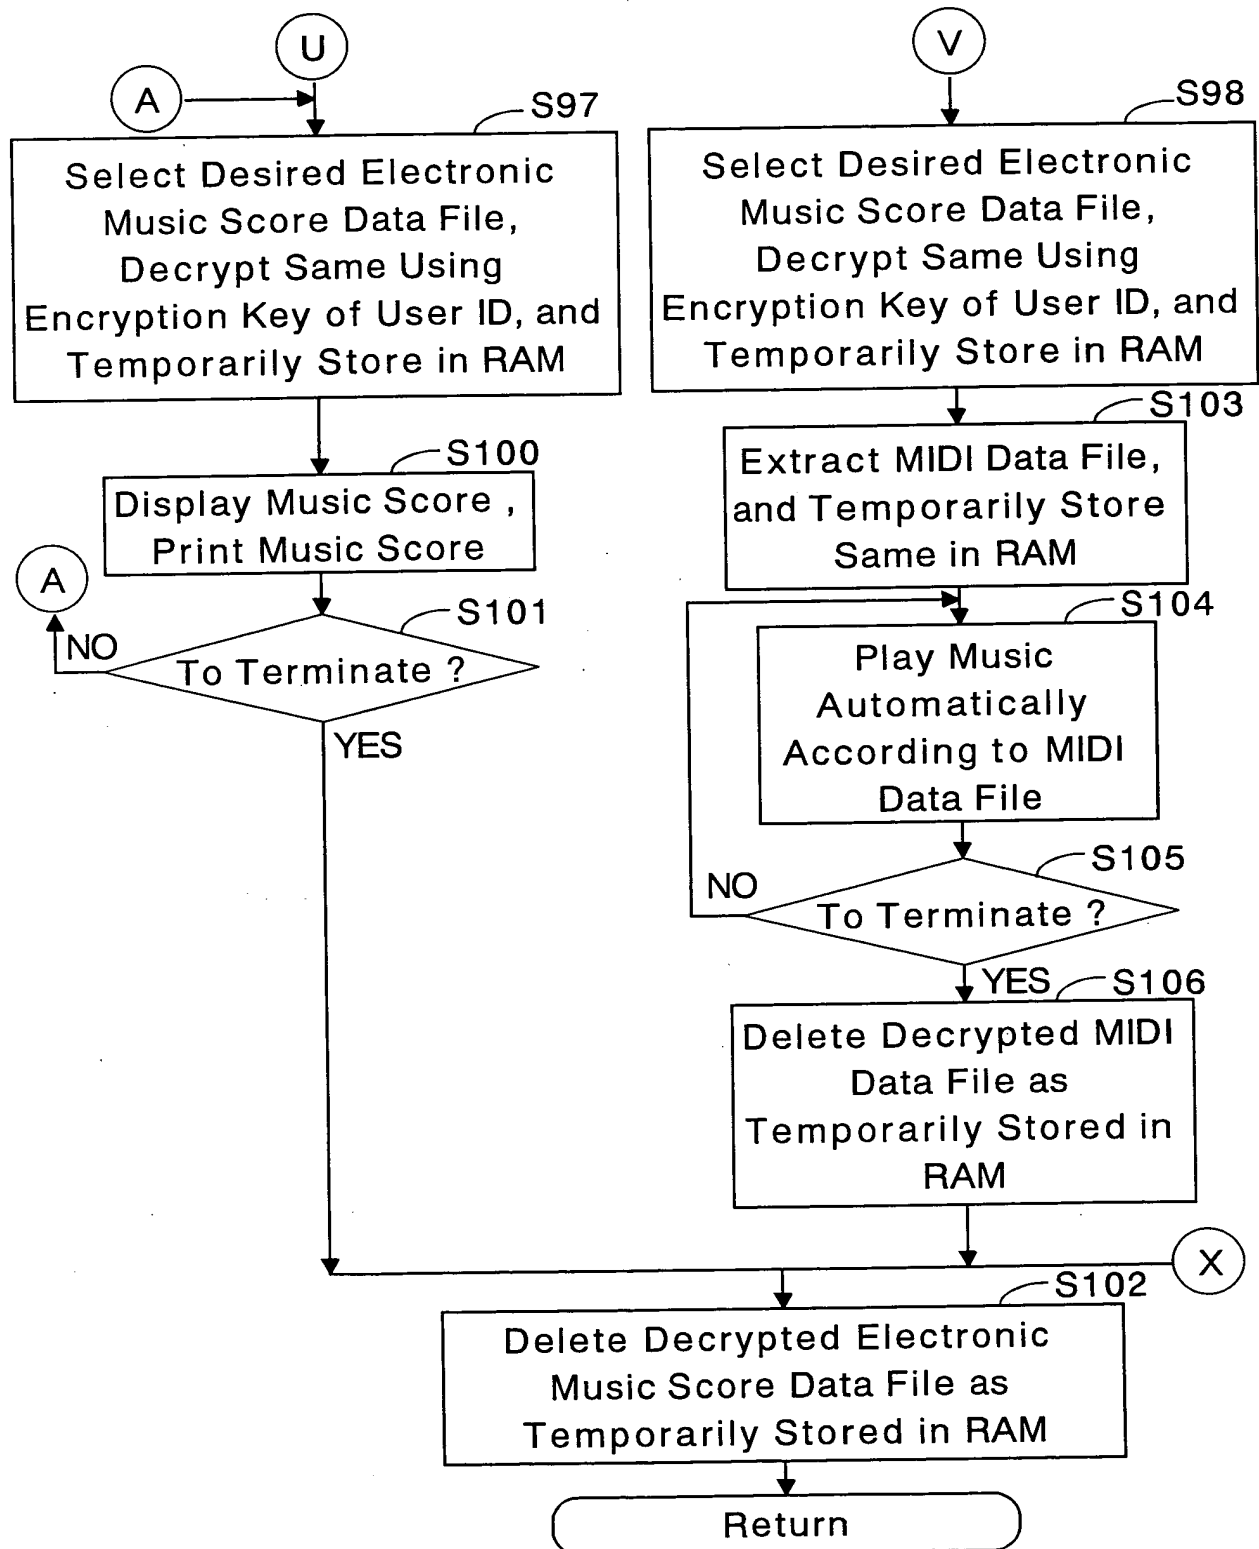 U
A
S97
Select Desired Electronic
Music Score Data File,
Decrypt Same Using
Encryption Key of User ID, and
Temporarily Store in RAM
S100
Display Music Score ,
Print Music Score
A
S101
NO
To Terminate ?
YES
V
S98
Select Desired Electronic
Music Score Data File,
Decrypt Same Using
Encryption Key of User ID, and
Temporarily Store in RAM
S103
Extract MIDI Data File,
and Temporarily Store
Same in RAM
S104
Play Music
Automatically
According to MIDI
Data File
S105
NO
To Terminate ?
YES
S106
Delete Decrypted MIDI
Data File as
Temporarily Stored in
RAM
X
S102
Delete Decrypted Electronic
Music Score Data File as
Temporarily Stored in RAM
Return